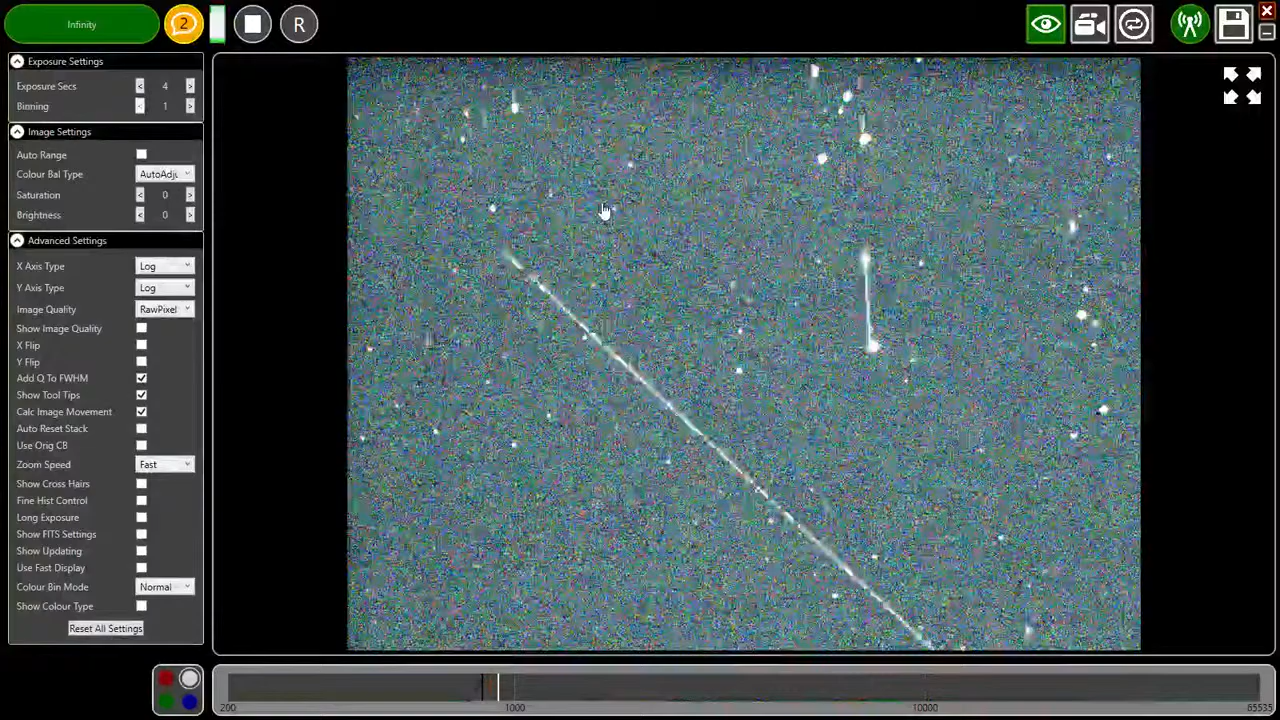 Infinity
2
R
Exposure Settings
Exposure Secs < 4 >
Binning < 1 >
Image Settings
Auto Range
Colour Bal Type AutoAdju
Saturation < 0 >
Brightness < 0 >
Advanced Settings
X Axis Type Log
Y Axis Type Log
Image Quality RawPixel
Show Image Quality
X Flip
Y Flip
Add Q To FWHM
Show Tool Tips
Calc Image Movement
Auto Reset Stack
Use Orig CB
Zoom Speed Fast
Show Cross Hairs
Fine Hist Control
Long Exposure
Show FITS Settings
Show Updating
Use Fast Display
Colour Bin Mode Normal
Show Colour Type
Reset All Settings
200 1000 10000 65535